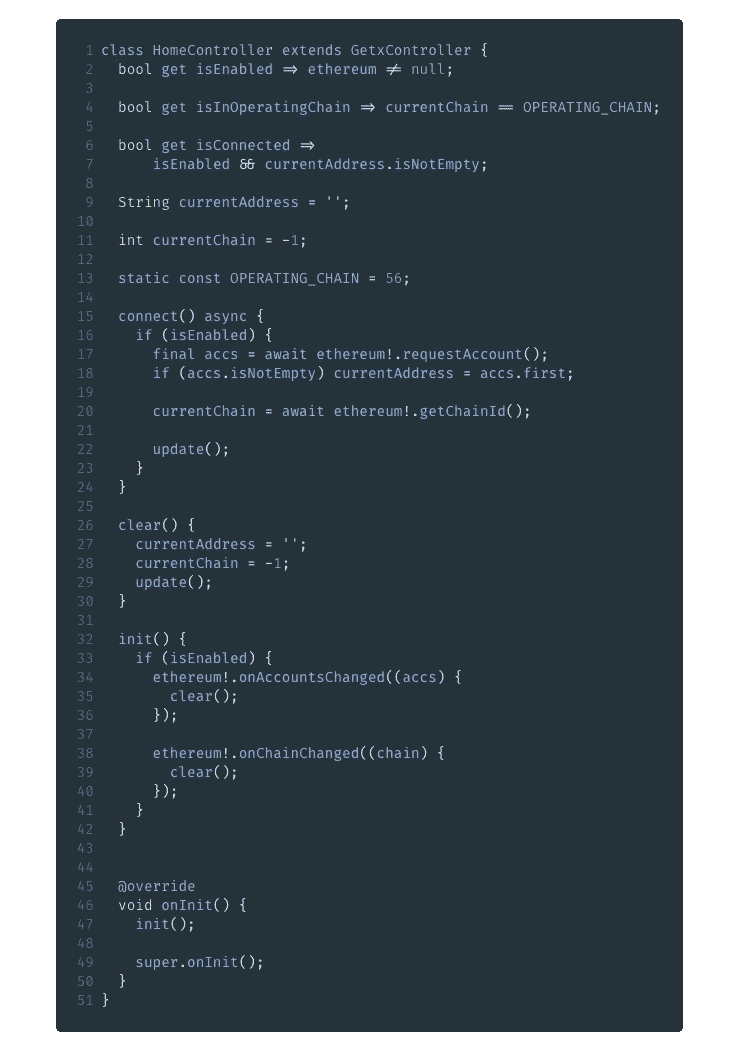 1 class HomeController extends GetxController {
2   bool get isEnabled => ethereum != null;
3
4   bool get isInOperatingChain => currentChain == OPERATING_CHAIN;
5
6   bool get isConnected =>
7       isEnabled && currentAddress.isNotEmpty;
8
9   String currentAddress = '';
10
11   int currentChain = -1;
12
13   static const OPERATING_CHAIN = 56;
14
15   connect() async {
16     if (isEnabled) {
17       final accs = await ethereum!.requestAccount();
18       if (accs.isNotEmpty) currentAddress = accs.first;
19
20       currentChain = await ethereum!.getChainId();
21
22       update();
23     }
24   }
25
26   clear() {
27     currentAddress = '';
28     currentChain = -1;
29     update();
30   }
31
32   init() {
33     if (isEnabled) {
34       ethereum!.onAccountsChanged((accs) {
35         clear();
36       });
37
38       ethereum!.onChainChanged((chain) {
39         clear();
40       });
41     }
42   }
43
44
45   @override
46   void onInit() {
47     init();
48
49     super.onInit();
50   }
51 }